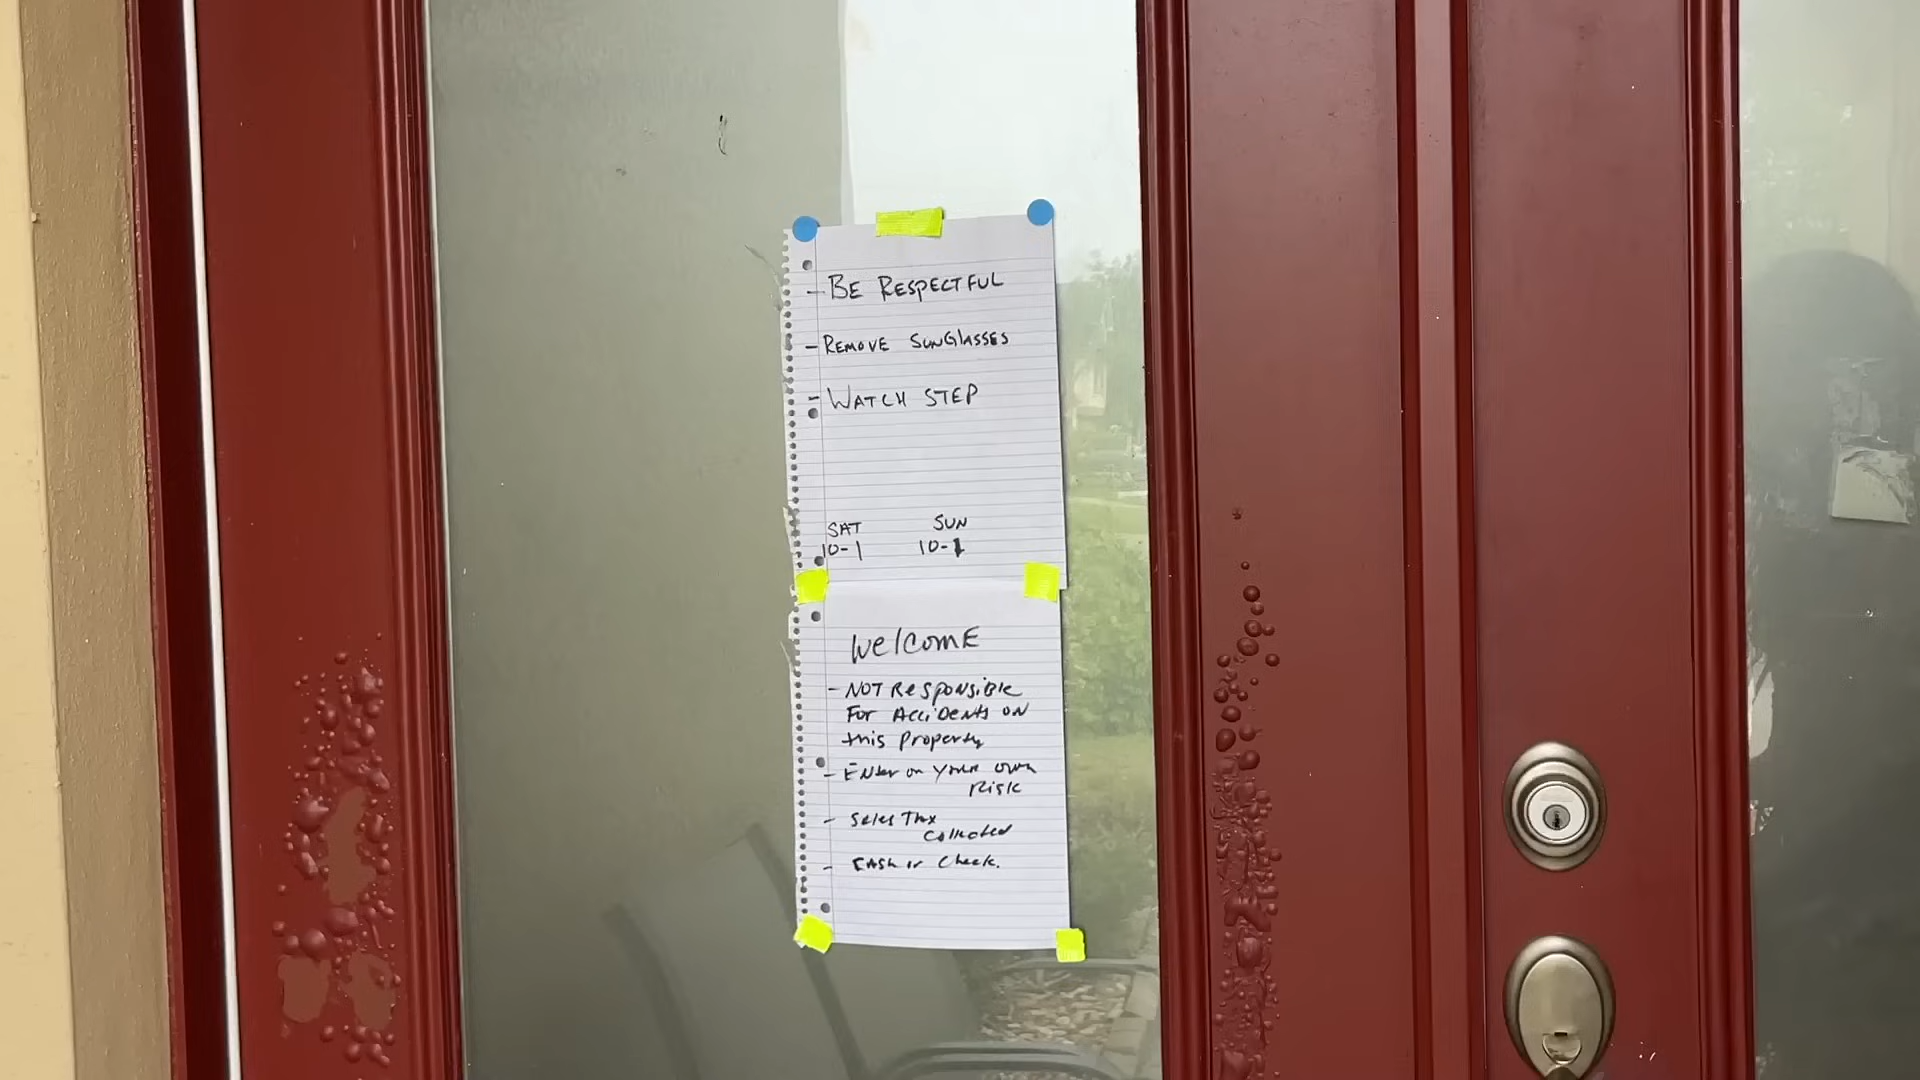 - BE RESPECTFUL
- REMOVE SUNGlASSES
- WATCH STEP
SAT SUN
10-1 10-1
WelcomE
- NOT Responsible
For Accidents on
this Property
- Enter on your own
Risk
- Sales Tax
Collected
- Cash or Check.